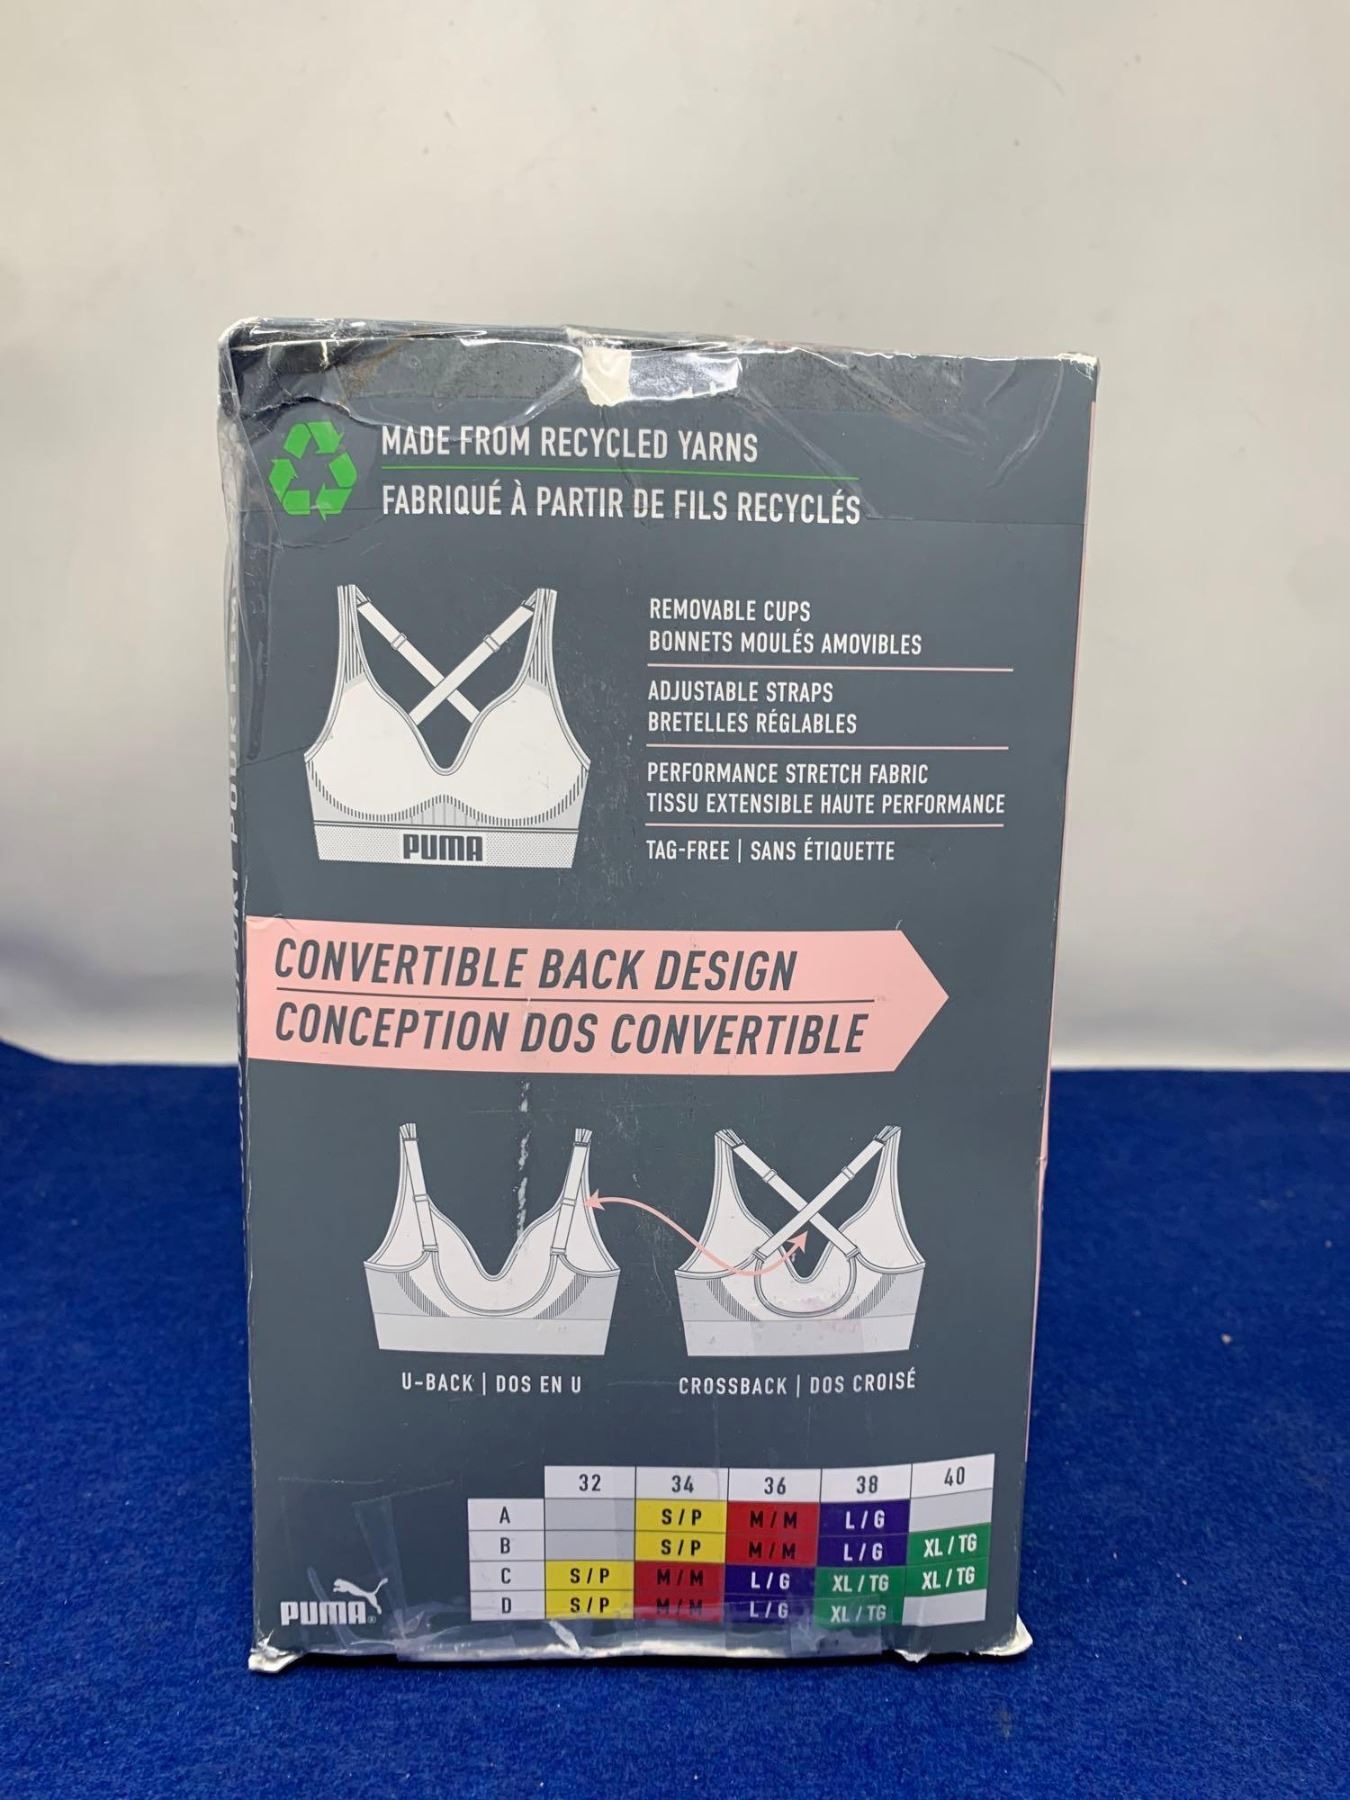 MADE FROM RECYCLED YARNS
FABRIQUÉ À PARTIR DE FILS RECYCLÉS
REMOVABLE CUPS
BONNETS MOULÉS AMOVIBLES
ADJUSTABLE STRAPS
BRETELLES RÉGLABLES
PERFORMANCE STRETCH FABRIC
TISSU EXTENSIBLE HAUTE PERFORMANCE
TAG-FREE | SANS ÉTIQUETTE
PUMA
CONVERTIBLE BACK DESIGN
CONCEPTION DOS CONVERTIBLE
U-BACK | DOS EN U
CROSSBACK | DOS CROISÉ
32 34 36 38 40
A S / P M / M L / G
B S / P M / M L / G XL / TG
C S / P M / M L / G XL / TG XL / TG
D S / P M / M L / G XL / TG
PUMA®